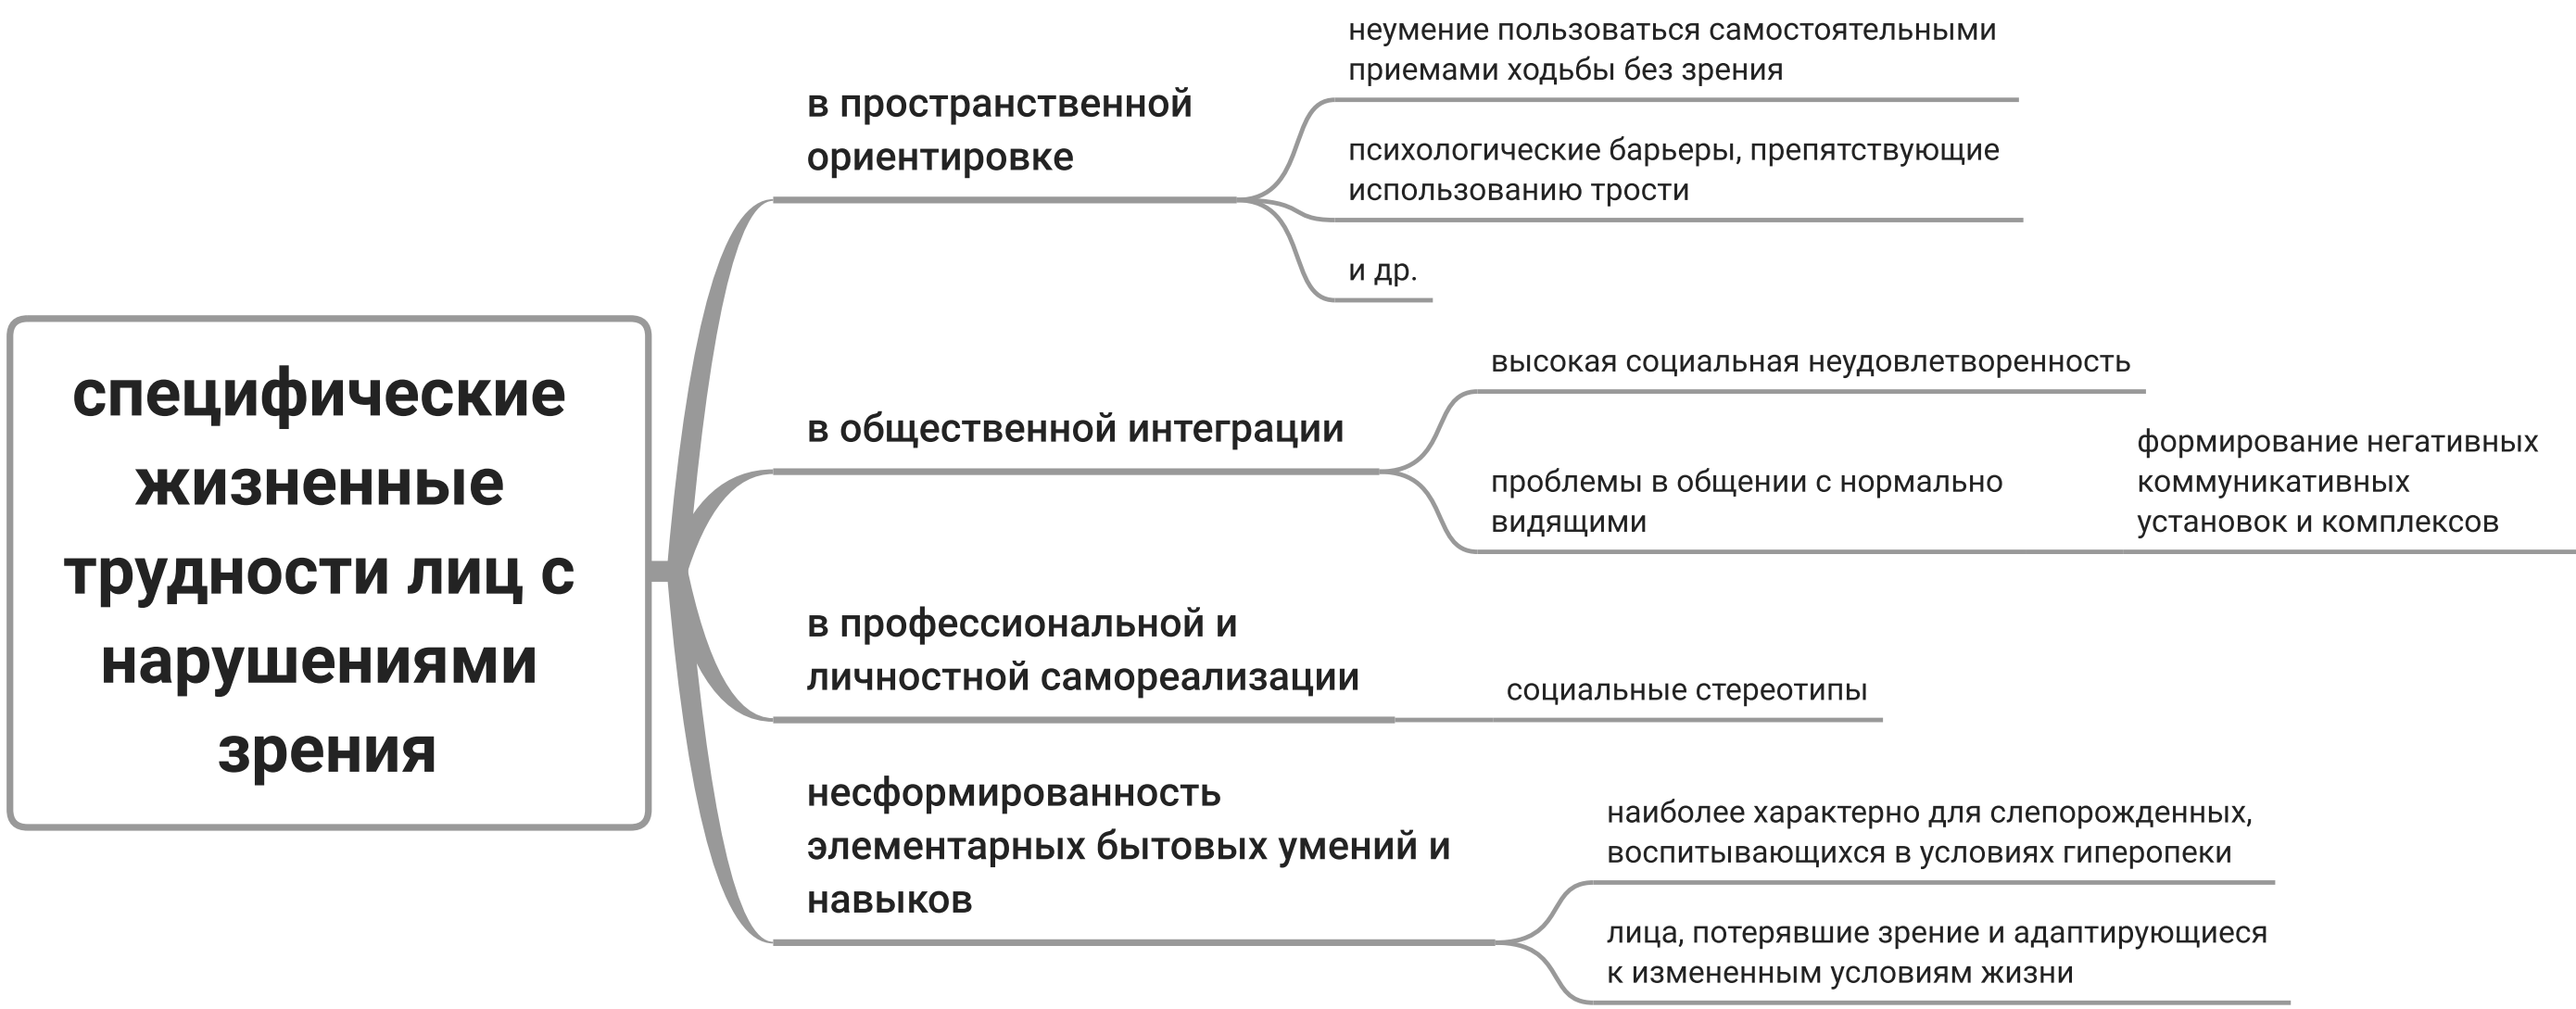 специфические
жизненные
трудности лиц с
нарушениями
зрения
в пространственной
ориентировке
неумение пользоваться самостоятельными
приемами ходьбы без зрения
психологические барьеры, препятствующие
использованию трости
и др.
в общественной интеграции
высокая социальная неудовлетворенность
проблемы в общении с нормально
видящими
формирование негативных
коммуникативных
установок и комплексов
в профессиональной и
личностной самореализации
социальные стереотипы
несформированность
элементарных бытовых умений и
навыков
наиболее характерно для слепорожденных,
воспитывающихся в условиях гиперопеки
лица, потерявшие зрение и адаптирующиеся
к измененным условиям жизни